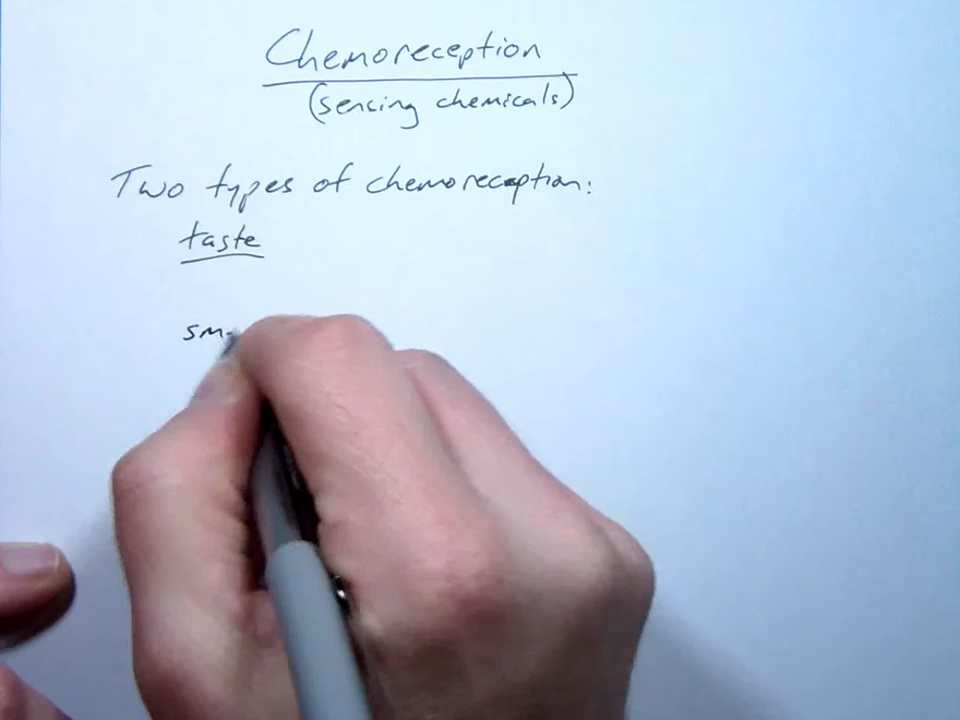 Chemoreception
(sensing chemicals)
Two types of chemoreception:
taste